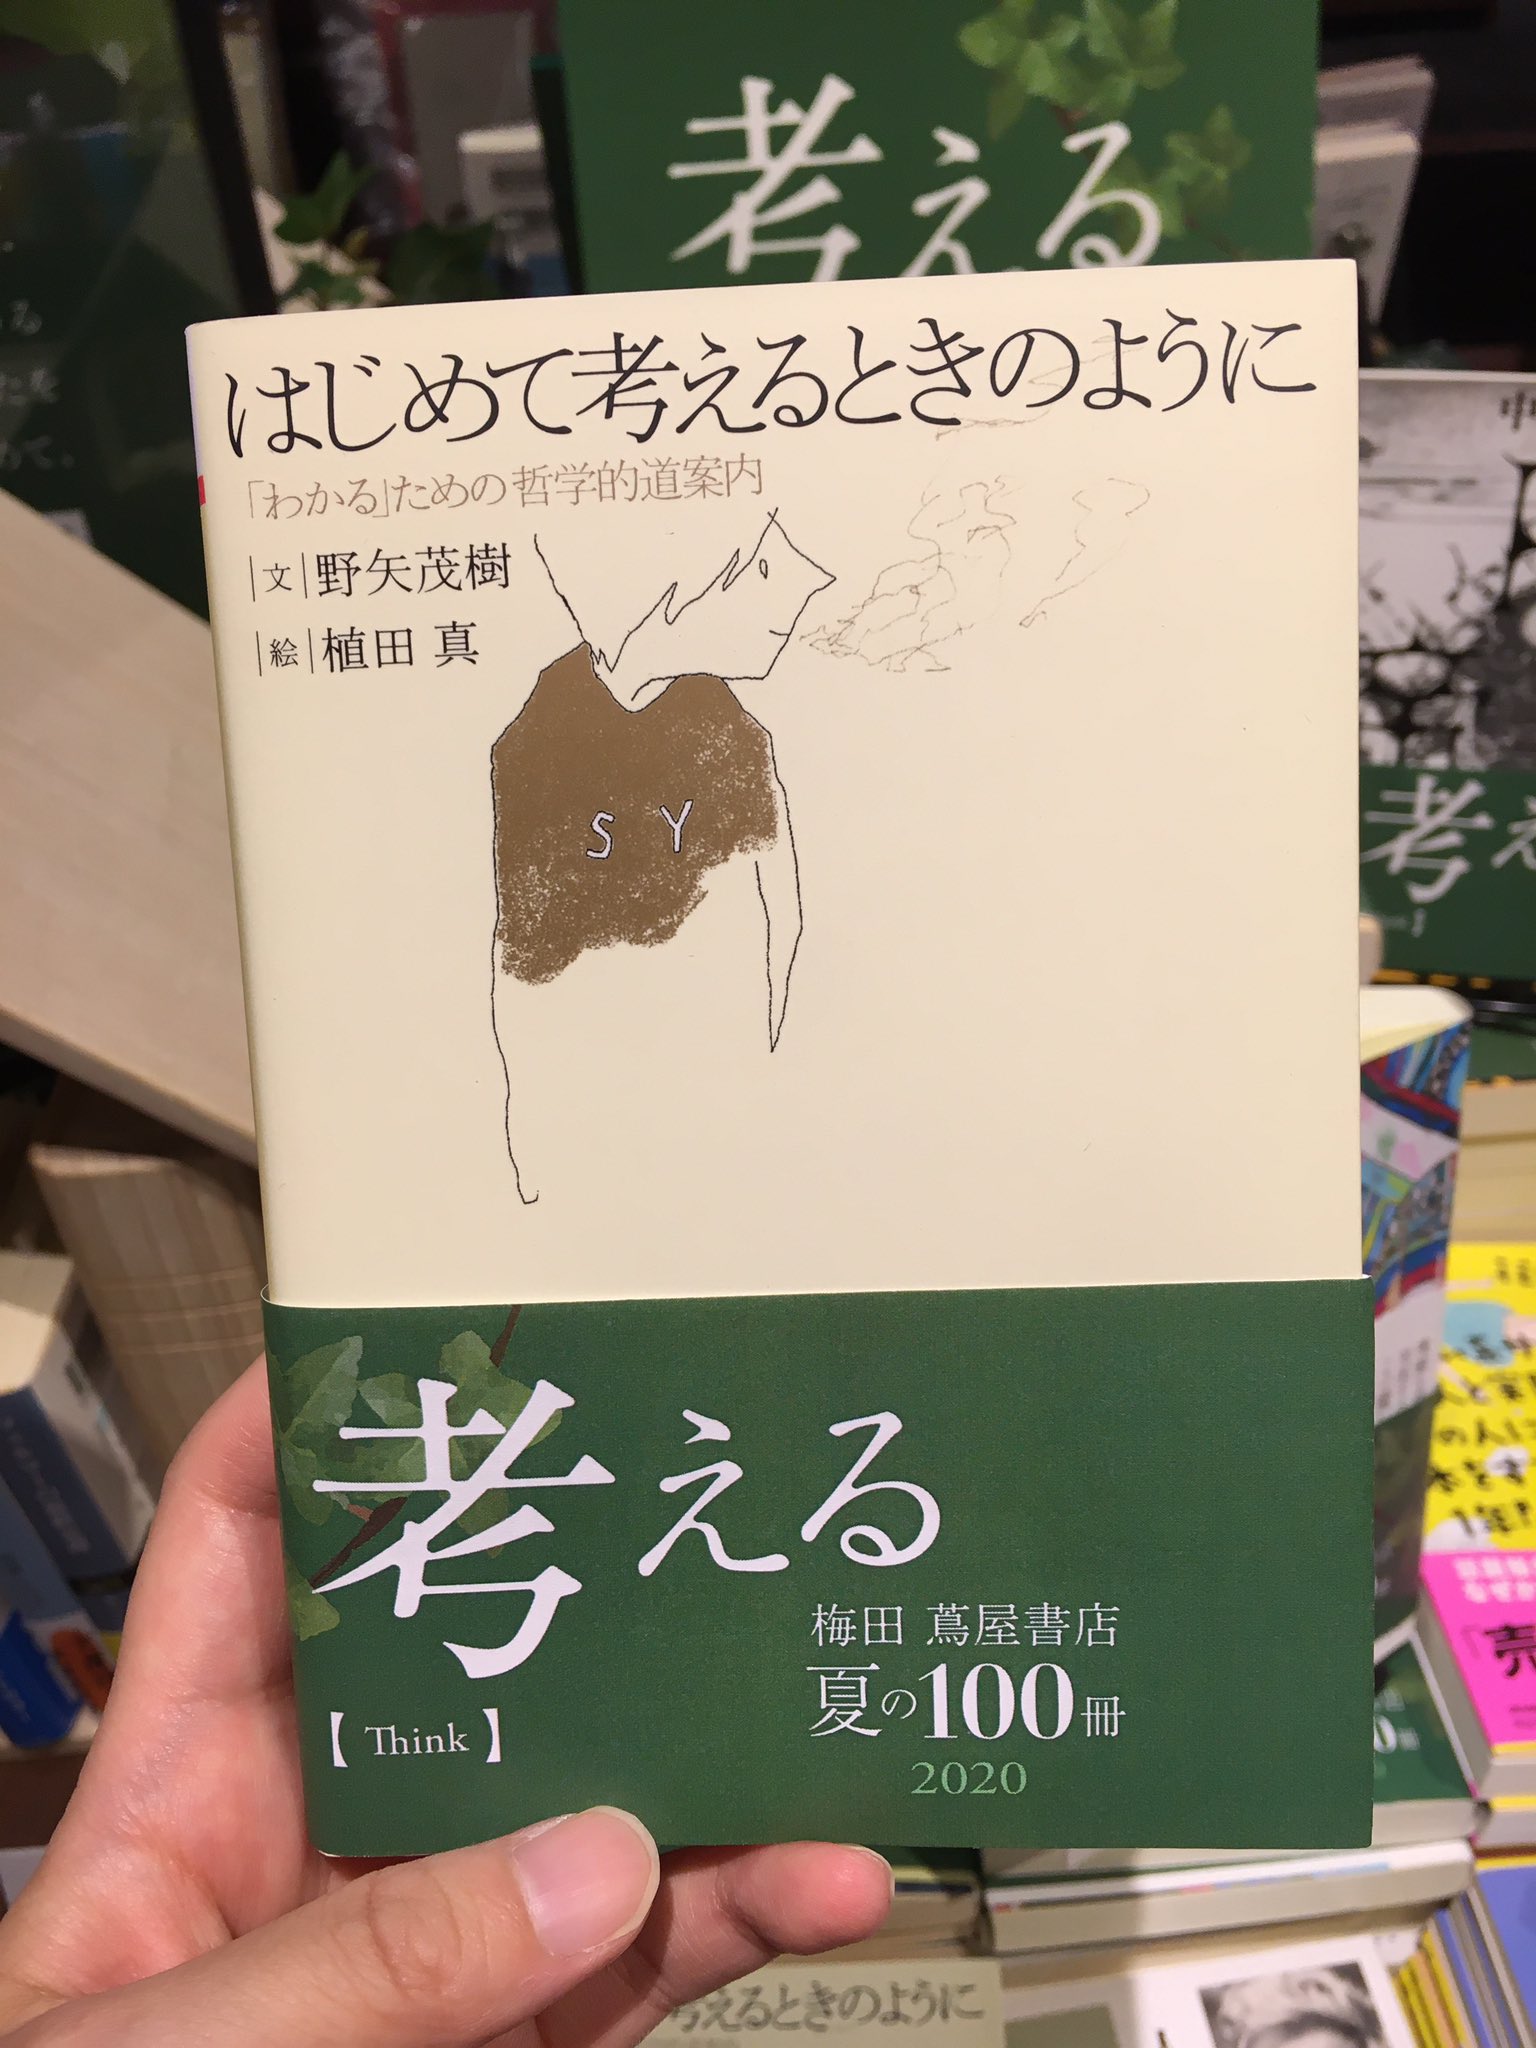 考える
はじめて考えるときのように
「わかる」ための哲学的道案内
文 野矢茂樹
絵 植田 真
S Y
考え
考える
【 Think 】
梅田 蔦屋書店
夏の100冊
2020
考えるときのように